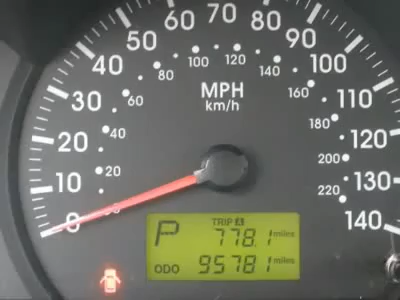 50 60 70 80 90
40 100
30 110
20 120
10 130
0 140
MPH
km/h
20 40 60 80 100 120 140 160 180 200 220
P TRIP A 778.1 miles
ODO 95781 miles